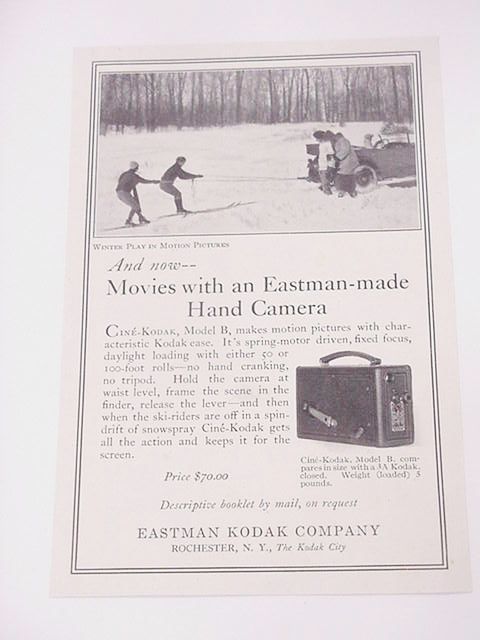 WINTER PLAY IN MOTION PICTURES
And now--
Movies with an Eastman-made
Hand Camera
CINÉ-KODAK, Model B, makes motion pictures with char-
acteristic Kodak ease. It's spring-motor driven, fixed focus,
daylight loading with either 50 or
100-foot rolls—no hand cranking,
no tripod. Hold the camera at
waist level, frame the scene in the
finder, release the lever—and then
when the ski-riders are off in a spin-
drift of snowspray Ciné-Kodak gets
all the action and keeps it for the
screen.
Ciné-Kodak, Model B, com-
pares in size with a 3A Kodak,
closed. Weight (loaded) 5
pounds.
Price $70.00
Descriptive booklet by mail, on request
EASTMAN KODAK COMPANY
ROCHESTER, N. Y., The Kodak City